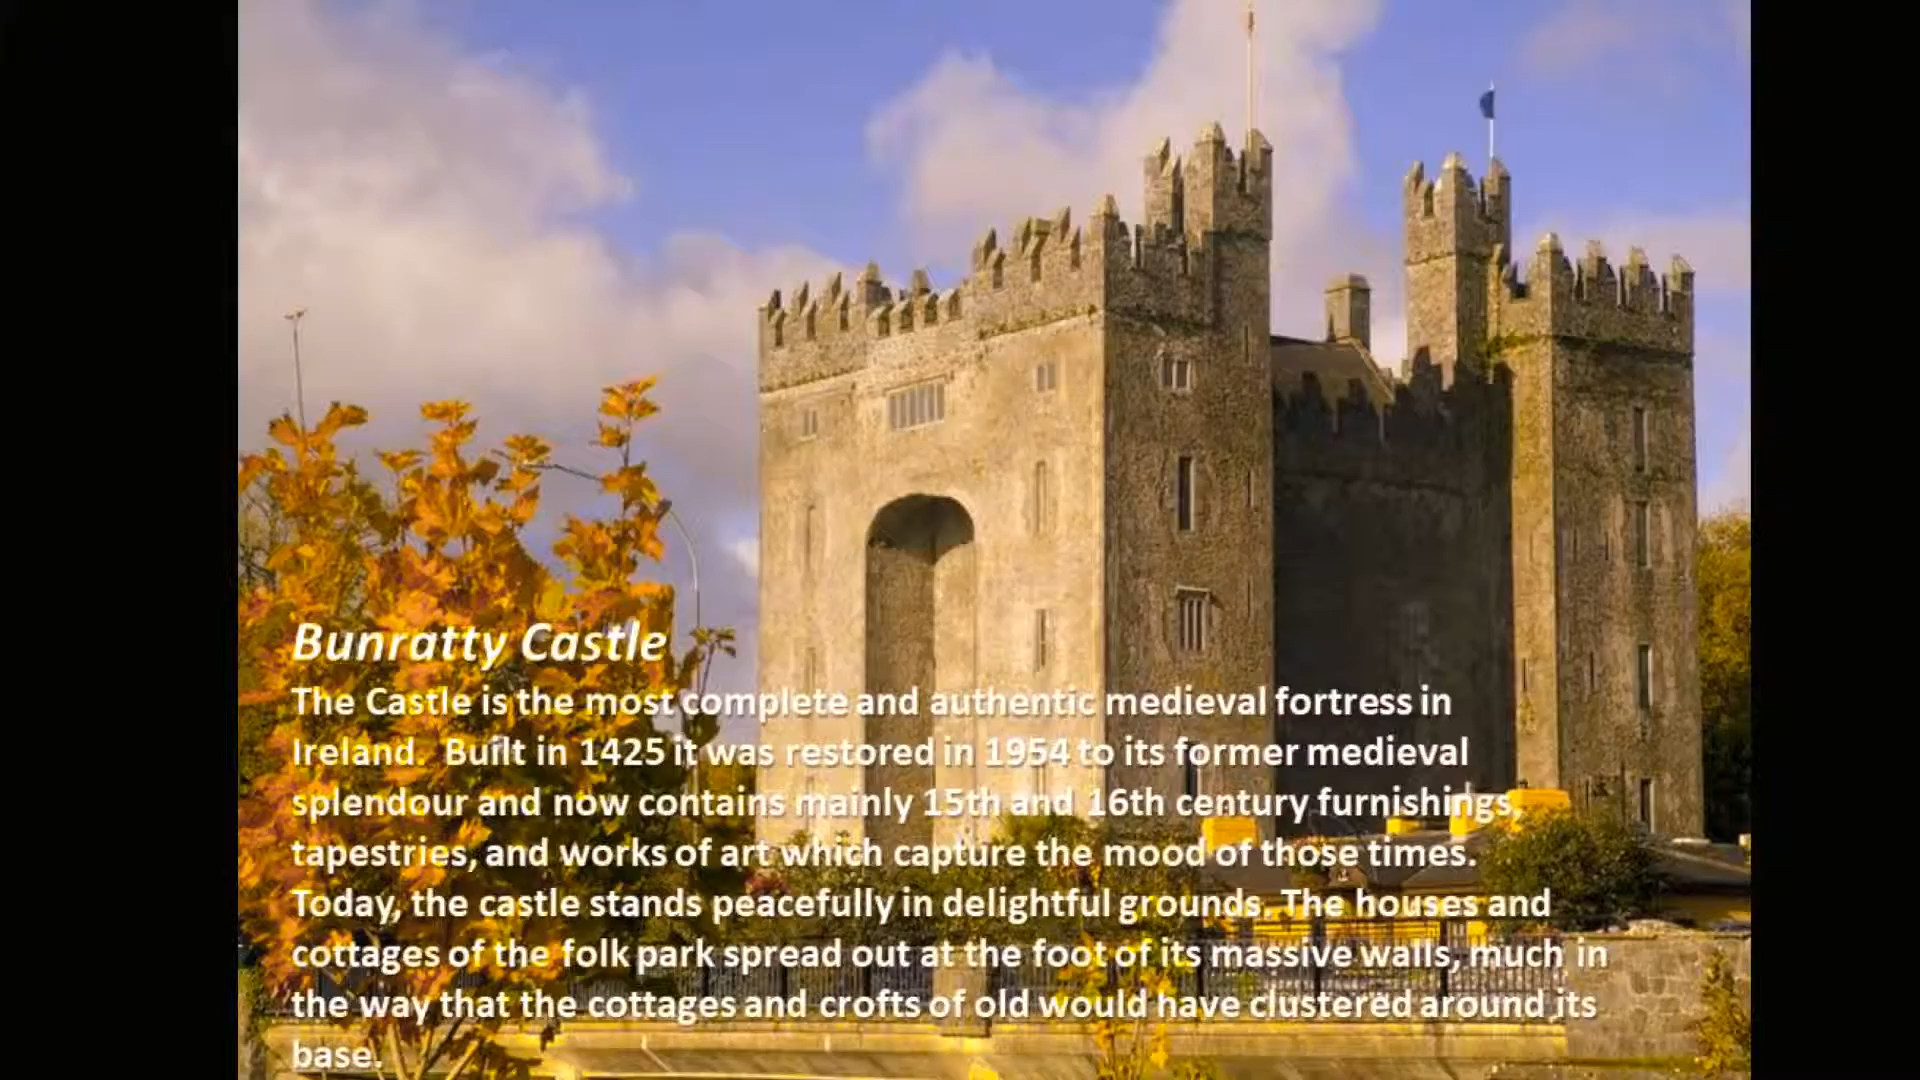 Bunratty Castle
The Castle is the most complete and authentic medieval fortress in
Ireland.  Built in 1425 it was restored in 1954 to its former medieval
splendour and now contains mainly 15th and 16th century furnishings,
tapestries, and works of art which capture the mood of those times.
Today, the castle stands peacefully in delightful grounds. The houses and
cottages of the folk park spread out at the foot of its massive walls, much in
the way that the cottages and crofts of old would have clustered around its
base.